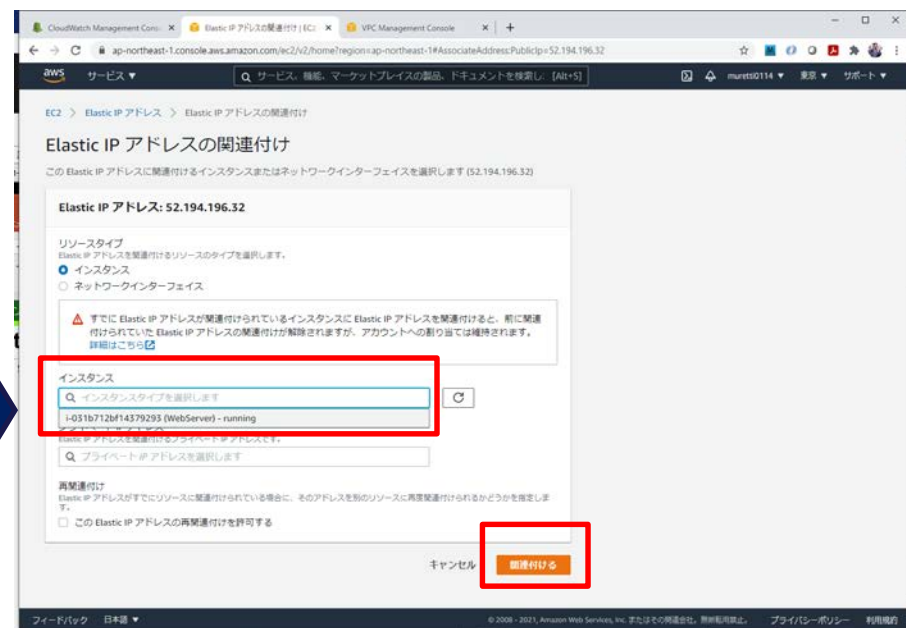 CloudWatch Management Cons
Elastic IP アドレスの関連付け | EC2
VPC Management Console
ap-northeast-1.console.aws.amazon.com/ec2/v2/home?region=ap-northeast-1#AssociateAddress:PublicIp=52.194.196.32
aws サービス ▼ サービス、機能、マーケットプレイスの製品、ドキュメントを検索し [Alt+S] muretti0114 ▼ 東京 ▼ サポート ▼
EC2 > Elastic IP アドレス > Elastic IP アドレスの関連付け
Elastic IP アドレスの関連付け
この Elastic IP アドレスに関連付けるインスタンスまたはネットワークインターフェイスを選択します (52.194.196.32)
Elastic IP アドレス: 52.194.196.32
リソースタイプ
Elastic IP アドレスを関連付けるリソースのタイプを選択します。
インスタンス
ネットワークインターフェイス
すでに Elastic IP アドレスが関連付けられているインスタンスに Elastic IP アドレスを関連付けると、前に関連
付けられていた Elastic IP アドレスの関連付けが解除されますが、アカウントへの割り当ては維持されます。
詳細はこちら
インスタンス
インスタンスタイプを選択します
i-031b712bf14379293 (WebServer) - running
Elastic IP アドレスを関連付けるプライベート IP アドレスです。
プライベート IP アドレスを選択します
再関連付け
Elastic IP アドレスがすでにリソースに関連付けられている場合に、そのアドレスを別のリソースに再度関連付けられるかどうかを指定しま
す。
この Elastic IP アドレスの再関連付けを許可する
キャンセル 関連付ける
フィードバック 日本語 ▼ © 2008 - 2021, Amazon Web Services, Inc. またはその関連会社。無断転用禁止。 プライバシーポリシー 利用規約